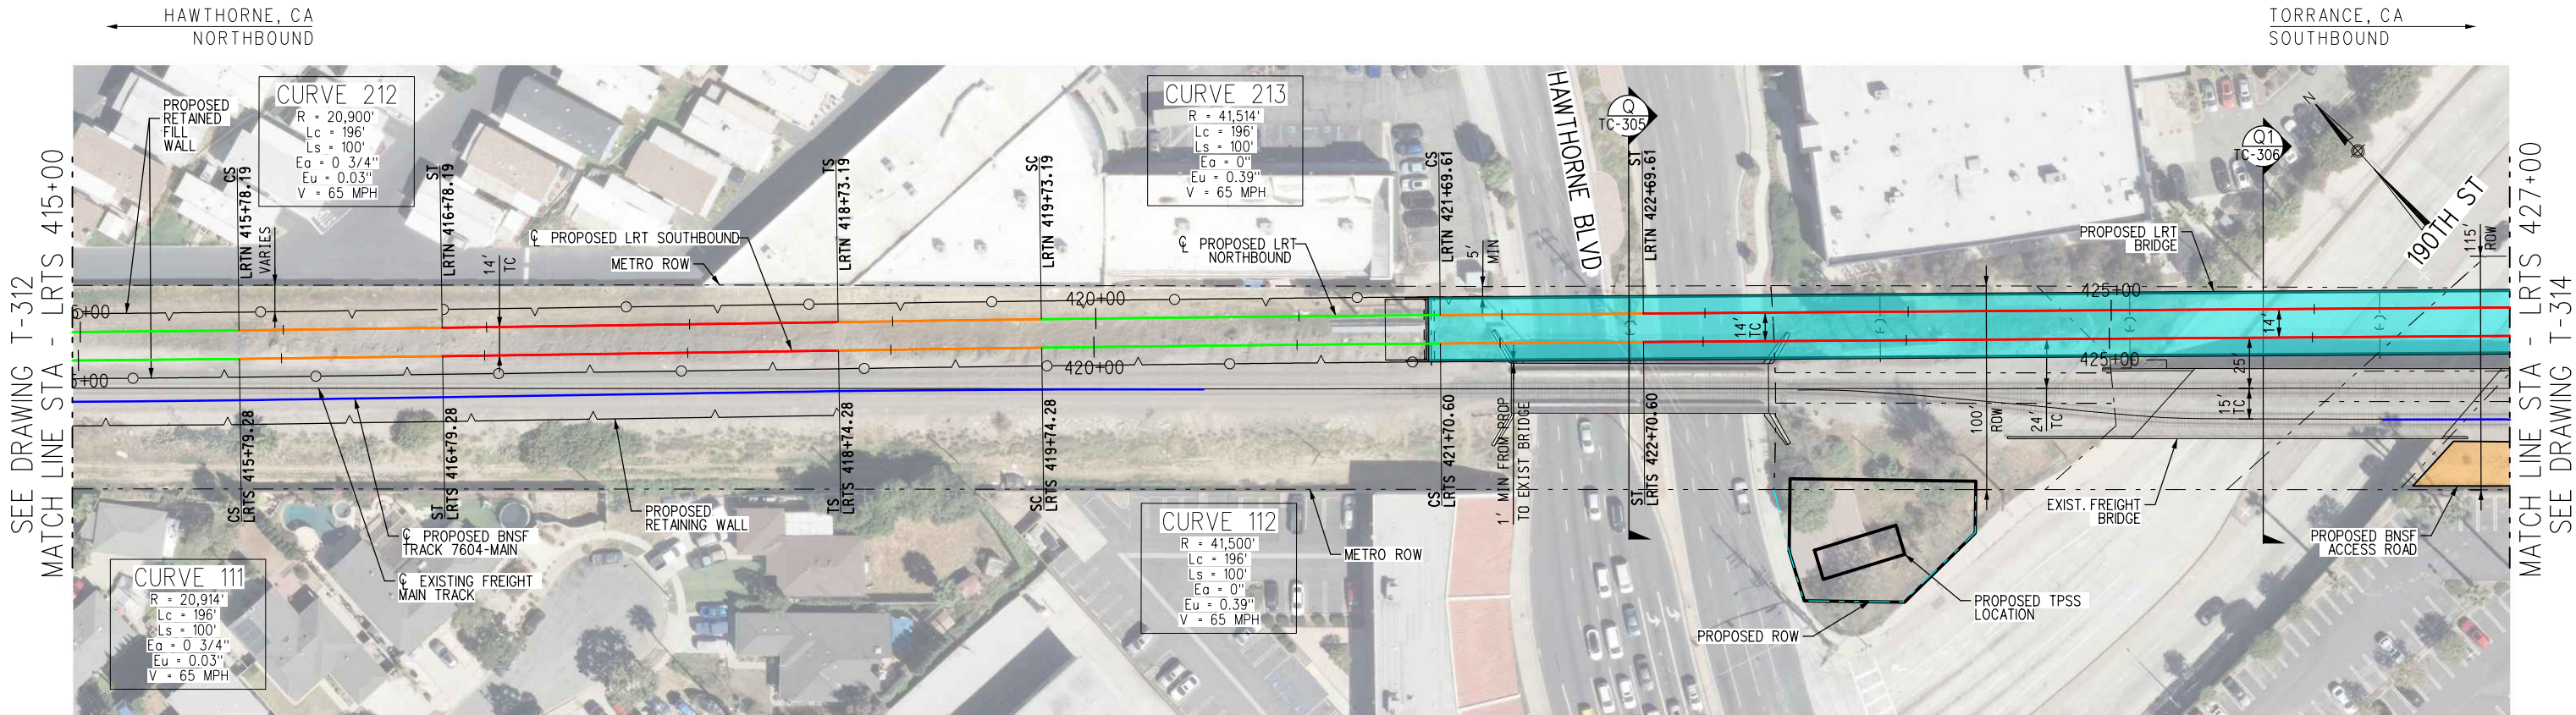 HAWTHORNE, CA
NORTHBOUND
TORRANCE, CA
SOUTHBOUND
SEE DRAWING T-312
MATCH LINE STA - LRTS 415+00
PROPOSED
RETAINED
FILL
WALL
CURVE 212
R = 20,900'
Lc = 196'
Ls = 100'
Ea = 0 3/4"
Eu = 0.03"
V = 65 MPH
CURVE 213
R = 41,514'
Lc = 196'
Ls = 100'
Ea = 0"
Eu = 0.39"
V = 65 MPH
HAWTHORNE BLVD
Q
TC-305
Q1
TC-306
N
190TH ST
115'
ROW
CS
LRTN 415+78.19
VARIES
ST
LRTN 416+78.19
14'
TC
℄ PROPOSED LRT SOUTHBOUND
METRO ROW
TS
LRTN 418+73.19
SC
LRTN 419+73.19
℄ PROPOSED LRT
NORTHBOUND
CS
LRTN 421+69.61
5'
MIN
ST
LRTN 422+69.61
PROPOSED LRT
BRIDGE
5+00
420+00
425+00
14'
TC
14'
5+00
420+00
425+00
25'
CS
LRTS 415+79.28
ST
LRTS 416+79.28
TS
LRTS 418+74.28
SC
LRTS 419+74.28
CS
LRTS 421+70.60
1' MIN FROM PROP
TO EXIST BRIDGE
ST
LRTS 422+70.60
100'
ROW
24'
TC
15'
TC
PROPOSED
RETAINING WALL
℄ PROPOSED BNSF
TRACK 7604-MAIN
℄ EXISTING FREIGHT
MAIN TRACK
METRO ROW
EXIST. FREIGHT
BRIDGE
PROPOSED BNSF
ACCESS ROAD
CURVE 111
R = 20,914'
Lc = 196'
Ls = 100'
Ea = 0 3/4"
Eu = 0.03"
V = 65 MPH
CURVE 112
R = 41,500'
Lc = 196'
Ls = 100'
Ea = 0"
Eu = 0.39"
V = 65 MPH
PROPOSED TPSS
LOCATION
PROPOSED ROW
MATCH LINE STA - LRTS 427+00
SEE DRAWING T-314